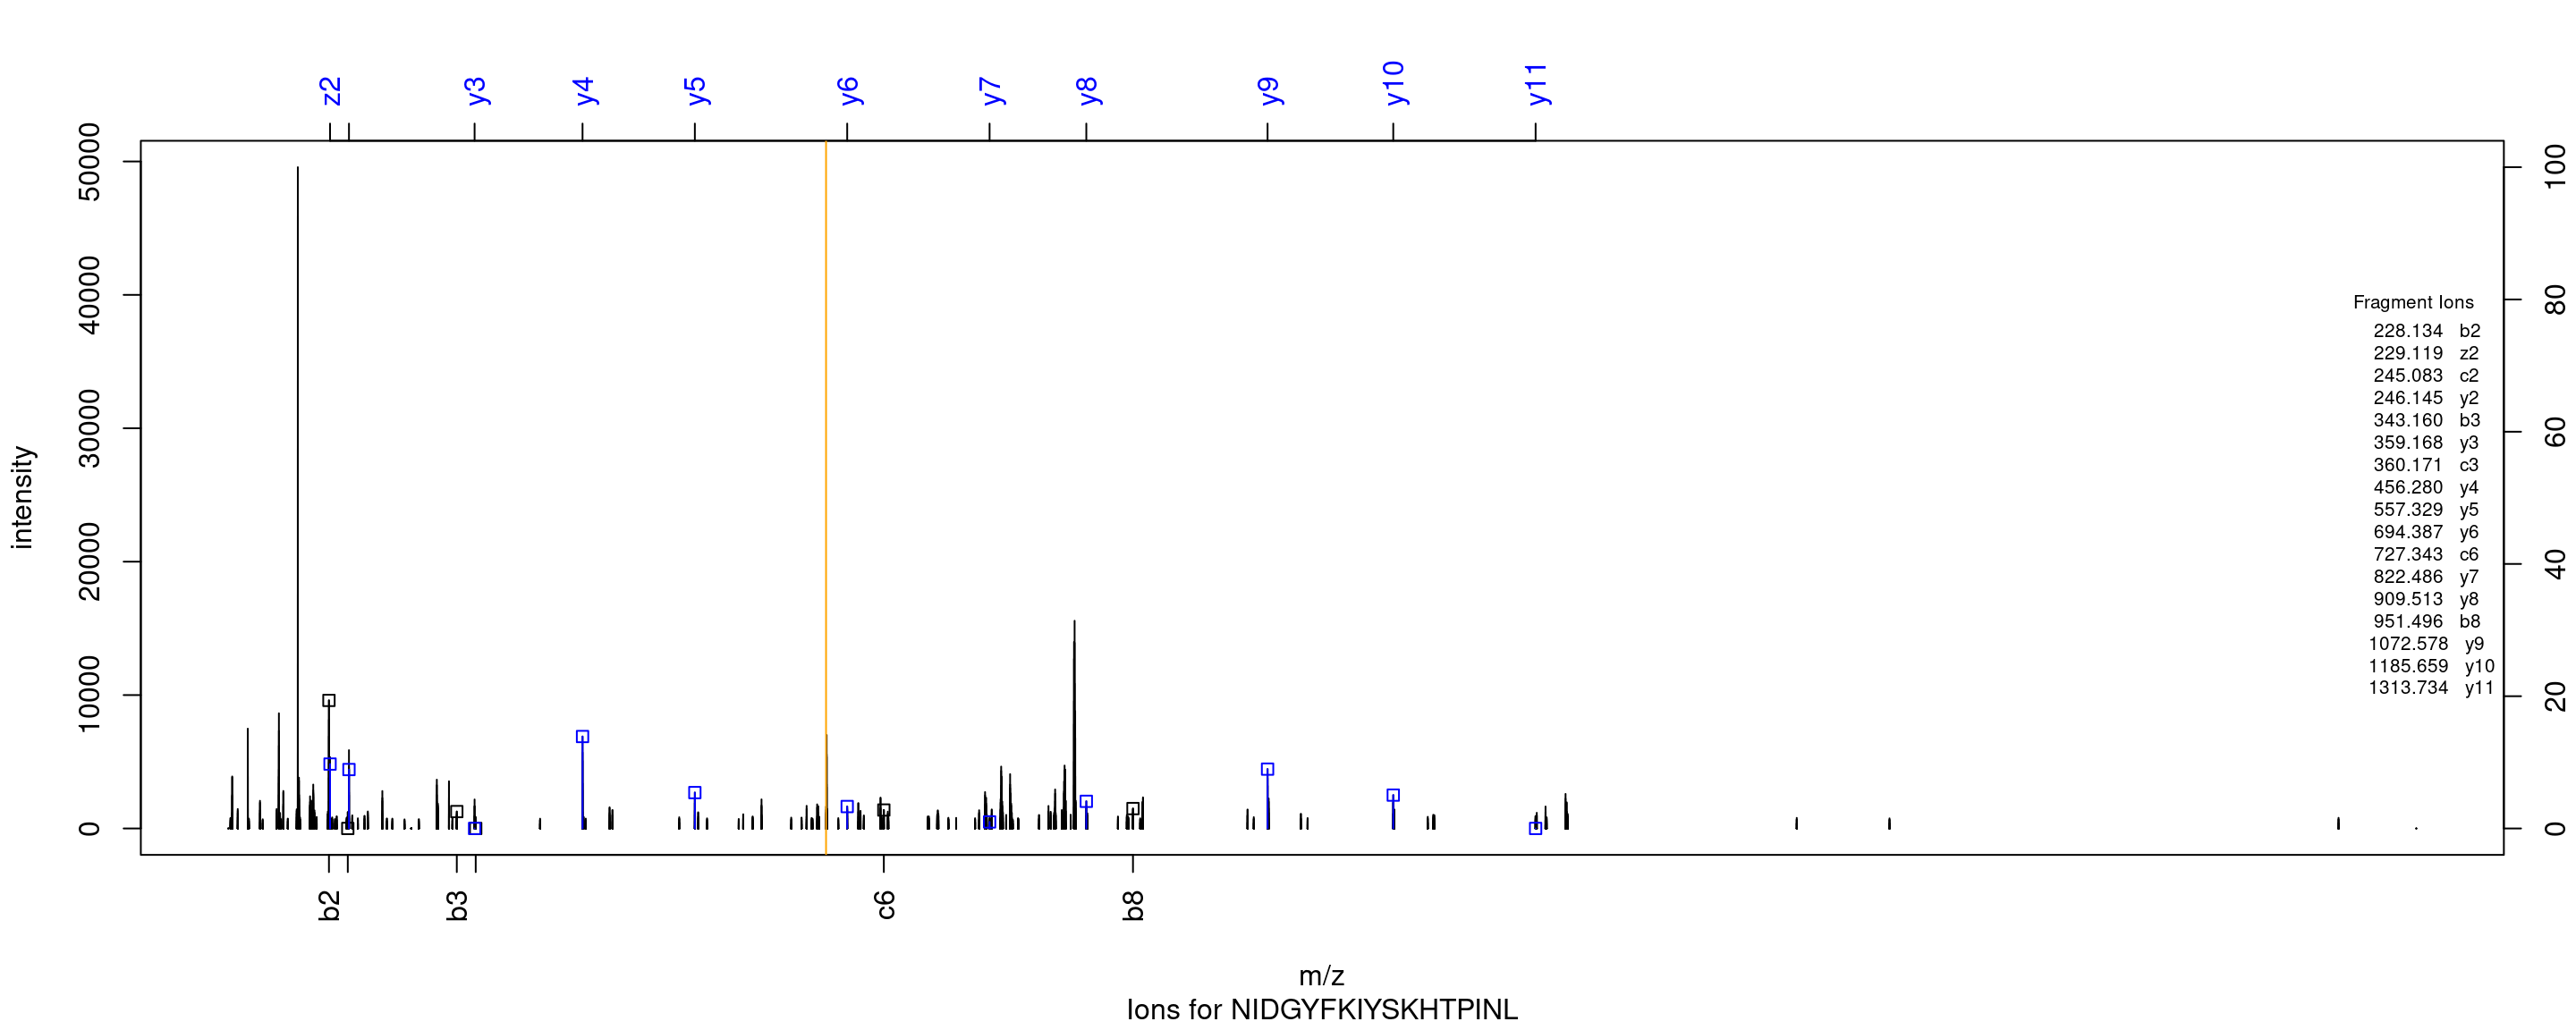 z2 y3 y4 y5 y6 y7 y8 y9 y10 y11
50000
40000
30000
20000
10000
0
intensity
100
80
60
40
20
0
Fragment Ions
228.134 b2
229.119 z2
245.083 c2
246.145 y2
343.160 b3
359.168 y3
360.171 c3
456.280 y4
557.329 y5
694.387 y6
727.343 c6
822.486 y7
909.513 y8
951.496 b8
1072.578 y9
1185.659 y10
1313.734 y11
b2 b3 c6 b8
m/z
Ions for NIDGYFKIYSKHTPINL